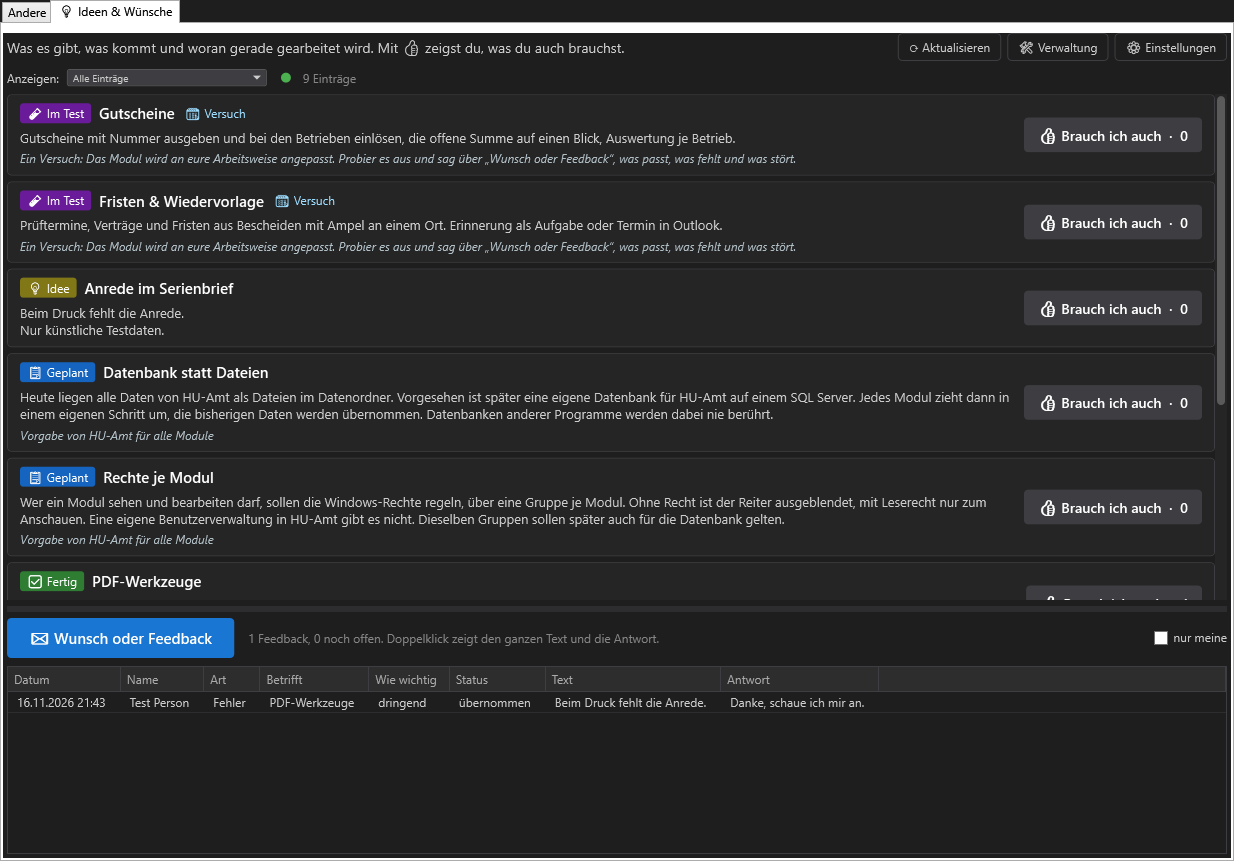 Andere
Ideen & Wünsche
Was es gibt, was kommt und woran gerade gearbeitet wird. Mit zeigst du, was du auch brauchst.
Aktualisieren
Verwaltung
Einstellungen
Anzeigen:
Alle Einträge
9 Einträge
Im Test Gutscheine Versuch
Gutscheine mit Nummer ausgeben und bei den Betrieben einlösen, die offene Summe auf einen Blick, Auswertung je Betrieb.
Ein Versuch: Das Modul wird an eure Arbeitsweise angepasst. Probier es aus und sag über „Wunsch oder Feedback“, was passt, was fehlt und was stört.
Brauch ich auch · 0
Im Test Fristen & Wiedervorlage Versuch
Prüftermine, Verträge und Fristen aus Bescheiden mit Ampel an einem Ort. Erinnerung als Aufgabe oder Termin in Outlook.
Ein Versuch: Das Modul wird an eure Arbeitsweise angepasst. Probier es aus und sag über „Wunsch oder Feedback“, was passt, was fehlt und was stört.
Brauch ich auch · 0
Idee Anrede im Serienbrief
Beim Druck fehlt die Anrede.
Nur künstliche Testdaten.
Brauch ich auch · 0
Geplant Datenbank statt Dateien
Heute liegen alle Daten von HU-Amt als Dateien im Datenordner. Vorgesehen ist später eine eigene Datenbank für HU-Amt auf einem SQL Server. Jedes Modul zieht dann in
einem eigenen Schritt um, die bisherigen Daten werden übernommen. Datenbanken anderer Programme werden dabei nie berührt.
Vorgabe von HU-Amt für alle Module
Brauch ich auch · 0
Geplant Rechte je Modul
Wer ein Modul sehen und bearbeiten darf, sollen die Windows-Rechte regeln, über eine Gruppe je Modul. Ohne Recht ist der Reiter ausgeblendet, mit Leserecht nur zum
Anschauen. Eine eigene Benutzerverwaltung in HU-Amt gibt es nicht. Dieselben Gruppen sollen später auch für die Datenbank gelten.
Vorgabe von HU-Amt für alle Module
Brauch ich auch · 0
Fertig PDF-Werkzeuge
Wunsch oder Feedback
1 Feedback, 0 noch offen. Doppelklick zeigt den ganzen Text und die Antwort.
nur meine
Datum Name Art Betrifft Wie wichtig Status Text Antwort
16.11.2026 21:43 Test Person Fehler PDF-Werkzeuge dringend übernommen Beim Druck fehlt die Anrede. Danke, schaue ich mir an.